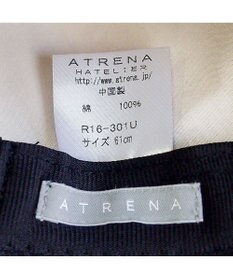 ATRENA
HATELIER
http://www.atrena.jp/
中国製
綿 100%
R16-301U
サイズ 61cm
ATRENA